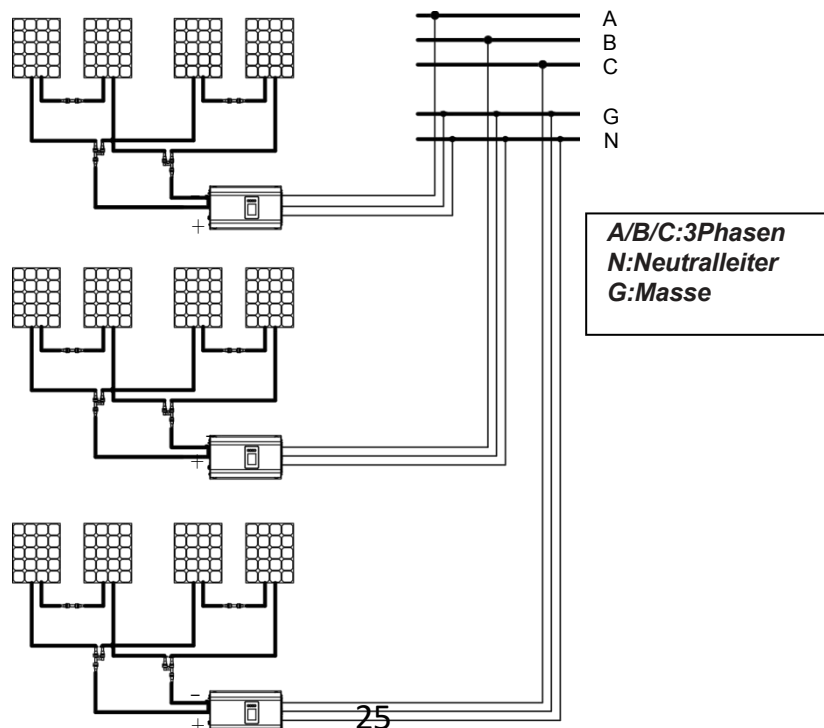 A
B
C
G
N
A/B/C:3Phasen
N:Neutralleiter
G:Masse
+
-
+
-
+
25